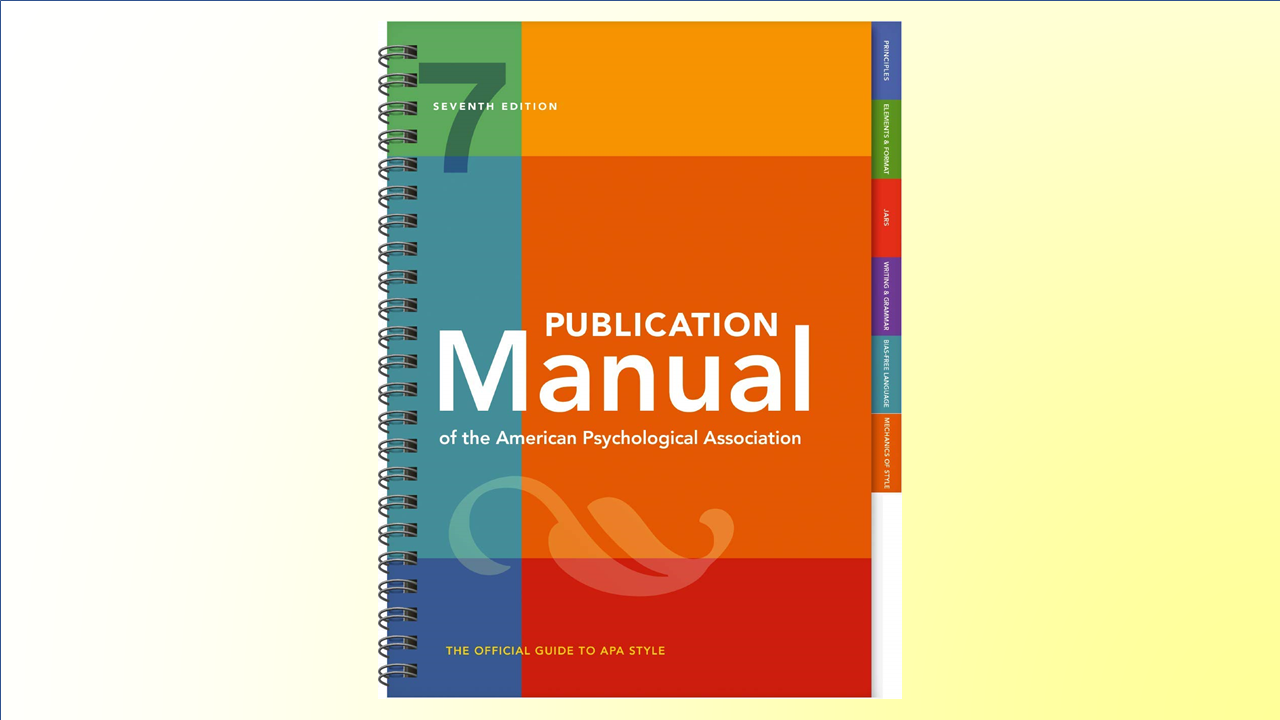 7
SEVENTH EDITION
PUBLICATION
Manual
of the American Psychological Association
THE OFFICIAL GUIDE TO APA STYLE
PRINCIPLES
ELEMENTS & FORMAT
JARS
WRITING & GRAMMAR
BIAS-FREE LANGUAGE
MECHANICS OF STYLE